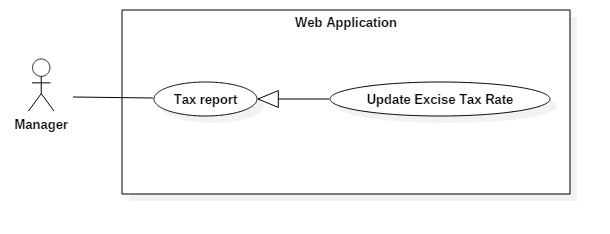 Web Application
Tax report
Update Excise Tax Rate
Manager